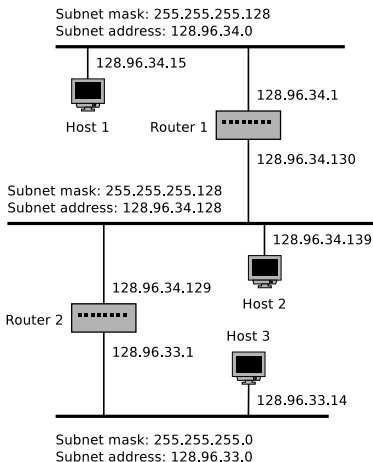 Subnet mask: 255.255.255.128
Subnet address: 128.96.34.0
128.96.34.15
128.96.34.1
Host 1
Router 1
128.96.34.130
Subnet mask: 255.255.255.128
Subnet address: 128.96.34.128
128.96.34.139
128.96.34.129
Host 2
Router 2
Host 3
128.96.33.1
128.96.33.14
Subnet mask: 255.255.255.0
Subnet address: 128.96.33.0